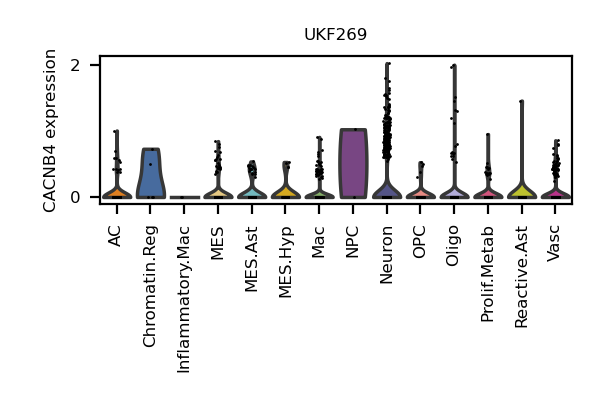 UKF269
CACNB4 expression
2
0
AC
Chromatin.Reg
Inflammatory.Mac
MES
MES.Ast
MES.Hyp
Mac
NPC
Neuron
OPC
Oligo
Prolif.Metab
Reactive.Ast
Vasc